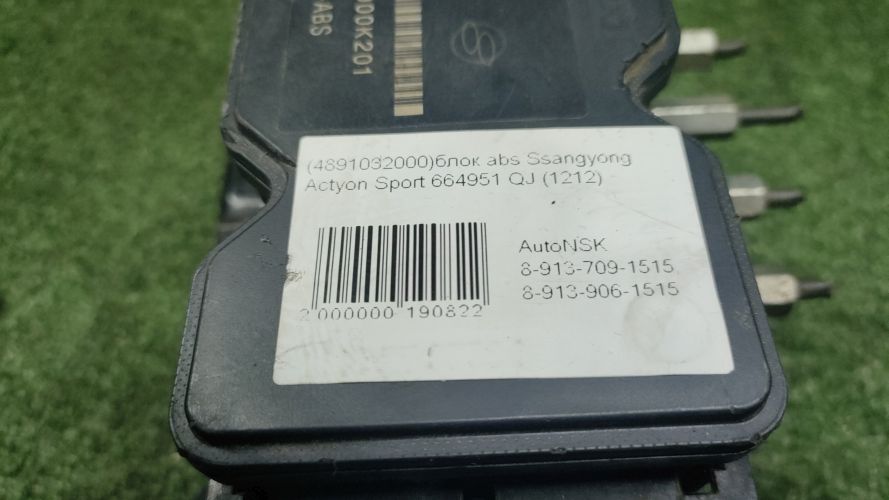 ABS
000K201
(4891032000)блок abs Ssangyong
Actyon Sport 664951 QJ (1212)
AutoNSK
8-913-709-1515
8-913-906-1515
2 000000 190822